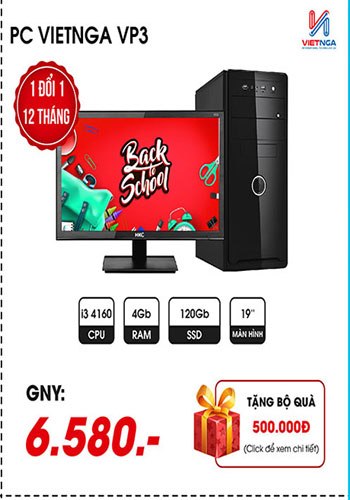 VIETNGA
PC VIETNGA VP3
1 ĐỔI 1
12 THÁNG
Back
to
School
HKC
i3 4160
CPU
4Gb
RAM
120Gb
SSD
19"
MÀN HÌNH
GNY:
6.580.-
TẶNG BỘ QUÀ
500.000Đ
(Click để xem chi tiết)